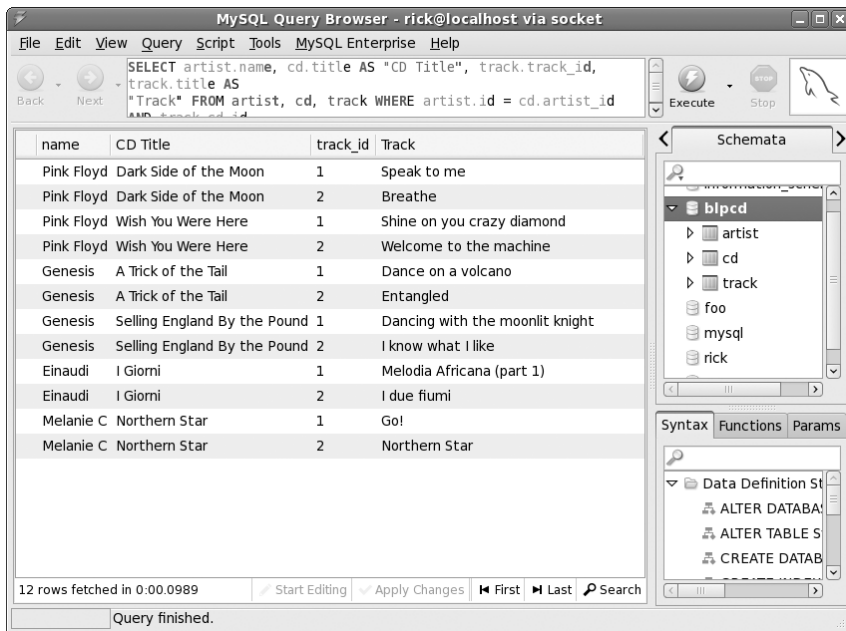 MySQL Query Browser - rick@localhost via socket
File Edit View Query Script Tools MySQL Enterprise Help
Back Next
SELECT artist.name, cd.title AS "CD Title", track.track_id,
track.title AS
"Track" FROM artist, cd, track WHERE artist.id = cd.artist_id
Execute STOP Stop
name CD Title track_id Track
Pink Floyd Dark Side of the Moon 1 Speak to me
Pink Floyd Dark Side of the Moon 2 Breathe
Pink Floyd Wish You Were Here 1 Shine on you crazy diamond
Pink Floyd Wish You Were Here 2 Welcome to the machine
Genesis A Trick of the Tail 1 Dance on a volcano
Genesis A Trick of the Tail 2 Entangled
Genesis Selling England By the Pound 1 Dancing with the moonlit knight
Genesis Selling England By the Pound 2 I know what I like
Einaudi I Giorni 1 Melodia Africana (part 1)
Einaudi I Giorni 2 I due fiumi
Melanie C Northern Star 1 Go!
Melanie C Northern Star 2 Northern Star
12 rows fetched in 0:00.0989 Start Editing Apply Changes First Last Search
Query finished.
Schemata
blpcd
artist
cd
track
foo
mysql
rick
Syntax Functions Params
Data Definition St
ALTER DATABA
ALTER TABLE S
CREATE DATAB